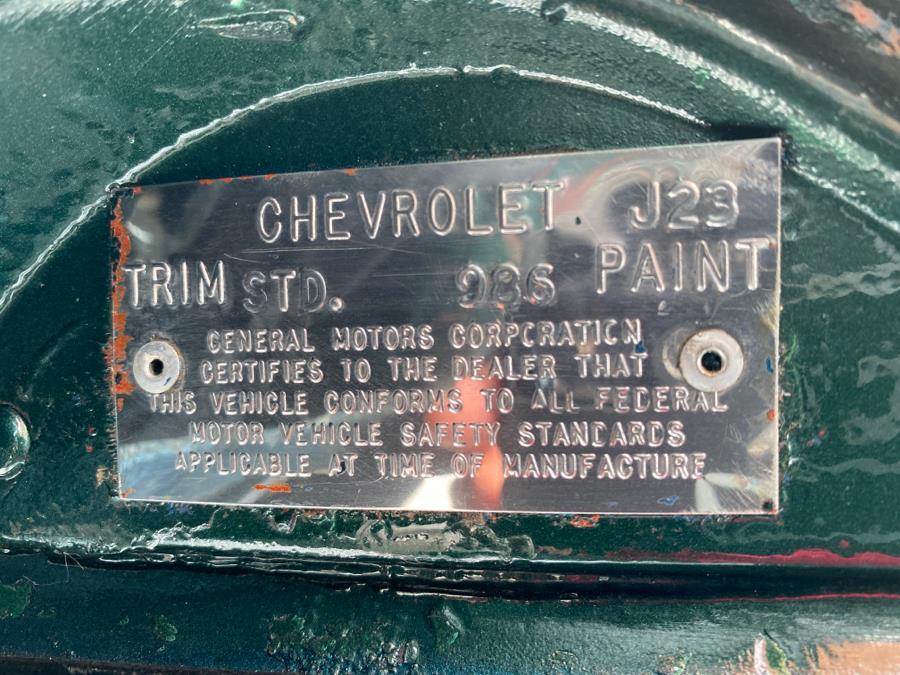 CHEVROLET J23
TRIM STD. 986 PAINT
GENERAL MOTORS CORPORATION
CERTIFIES TO THE DEALER THAT
THIS VEHICLE CONFORMS TO ALL FEDERAL
MOTOR VEHICLE SAFETY STANDARDS
APPLICABLE AT TIME OF MANUFACTURE